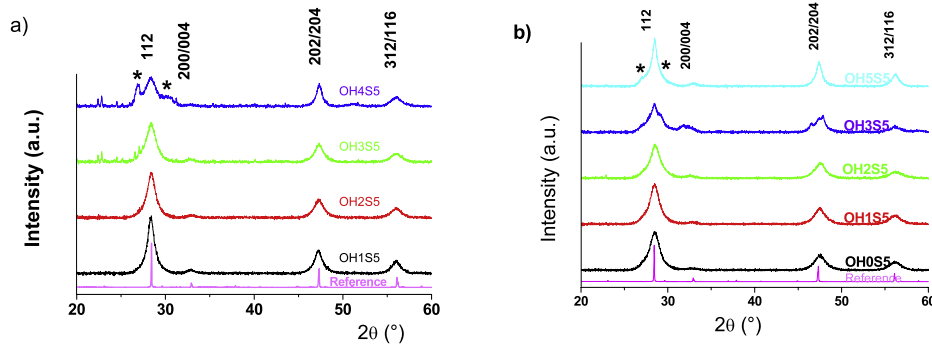 a)
112
200/004
202/204
312/116
*
*
OH4S5
OH3S5
OH2S5
OH1S5
Reference
Intensity (a.u.)
20
30
40
50
60
2θ (°)
b)
112
200/004
202/204
312/116
*
*
OH5S5
OH3S5
OH2S5
OH1S5
OH0S5
Reference
Intensity (a.u.)
20
30
40
50
60
2θ (°)